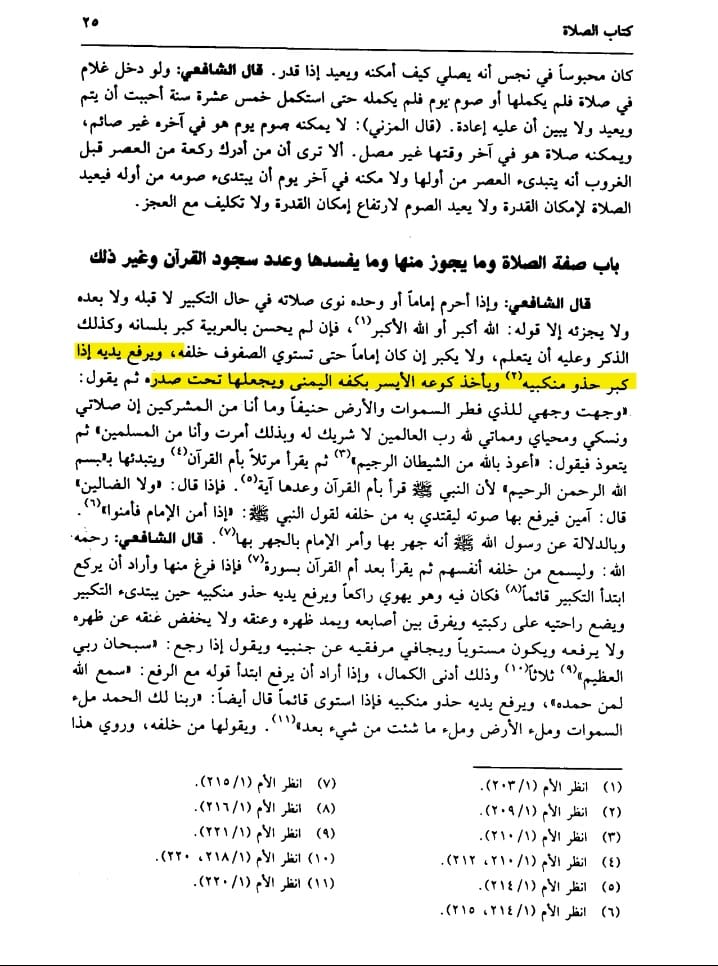 كتاب الصلاة ٢٥
كان محبوساً في نجس أنه يصلي كيف أمكنه ويعيد إذا قدر. قال الشافعي: ولو دخل غلام
في صلاة فلم يكملها أو صوم يوم فلم يكمله حتى استكمل خمس عشرة سنة أحببت أن يتم
ويعيد ولا يبين أن عليه إعادة. (قال المزني): لا يمكنه صوم يوم هو في آخره غير صائم،
ويمكنه صلاة هو في آخر وقتها غير مصل. ألا ترى أن من أدرك ركعة من العصر قبل
الغروب أنه يتبدىء العصر من أولها ولا مكنه في آخر يوم أن يبتدىء صومه من أوله فيعيد
الصلاة لإمكان القدرة ولا يعيد الصوم لارتفاع إمكان القدرة ولا تكليف مع العجز.
باب صفة الصلاة وما يجوز منها وما يفسدها وعدد سجود القرآن وغير ذلك
قال الشافعي: وإذا أحرم إماماً أو وحده نوى صلاته في حال التكبير لا قبله ولا بعده
ولا يجزئه إلا قوله: الله أكبر أو الله الأكبر(١)، فإن لم يحسن بالعربية كبر بلسانه وكذلك
الذكر وعليه أن يتعلم، ولا يكبر إن كان إماماً حتى تستوي الصفوف خلفه، ويرفع يديه إذا
كبر حذو منكبيه(٢) ويأخذ كوعه الأيسر بكفه اليمنى ويجعلها تحت صدره ثم يقول:
«وجهت وجهي للذي فطر السموات والأرض حنيفاً وما أنا من المشركين إن صلاتي
ونسكي ومحياي ومماتي لله رب العالمين لا شريك له وبذلك أمرت وأنا من المسلمين» ثم
يتعوذ فيقول: «أعوذ بالله من الشيطان الرجيم»(٣) ثم يقرأ مرتلاً بأم القرآن(٤) ويبتدئها بـ«بسم
الله الرحمن الرحيم» لأن النبي ﷺ قرأ بأم القرآن وعدها آية(٥). فإذا قال: «ولا الضالين»
قال: آمين فيرفع بها صوته ليقتدي به من خلفه لقول النبي ﷺ: «إذا أمن الإمام فأمنوا»(٦).
وبالدلالة عن رسول الله ﷺ أنه جهر بها وأمر الإمام بالجهر بها(٧). قال الشافعي: رحمه
الله: وليسمع من خلفه أنفسهم ثم يقرأ بعد أم القرآن بسورة(٧) فإذا فرغ منها وأراد أن يركع
ابتدأ التكبير قائماً(٨) فكان فيه وهو يهوي راكعاً ويرفع يديه حذو منكبيه حين يبتدىء التكبير
ويضع راحتيه على ركبتيه ويفرق بين أصابعه ويمد ظهره وعنقه ولا يخفض عنقه عن ظهره
ولا يرفعه ويكون مستوياً ويجافي مرفقيه عن جنبيه ويقول إذا رجع: «سبحان ربي
العظيم»(٩) ثلاثاً(١٠) وذلك أدنى الكمال، وإذا أراد أن يرفع ابتدأ قوله مع الرفع: «سمع الله
لمن حمده»، ويرفع يديه حذو منكبيه فإذا استوى قائماً قال أيضاً: «ربنا لك الحمد ملء
السموات وملء الأرض وملء ما شئت من شيء بعد»(١١). ويقولها من خلفه، وروي هذا
(١) انظر الأم (٢٠٣/١).
(٢) انظر الأم (٢٠٩/١).
(٣) انظر الأم (٢١٠/١).
(٤) انظر الأم (٢١٠/١، ٢١٢).
(٥) انظر الأم (٢١٤/١).
(٦) انظر الأم (٢١٤/١، ٢١٥).
(٧) انظر الأم (٢١٥/١).
(٨) انظر الأم (٢١٦/١).
(٩) انظر الأم (٢٢١/١).
(١٠) انظر الأم (٢١٨/١، ٢٢٠).
(١١) انظر الأم (٢٢٠/١).